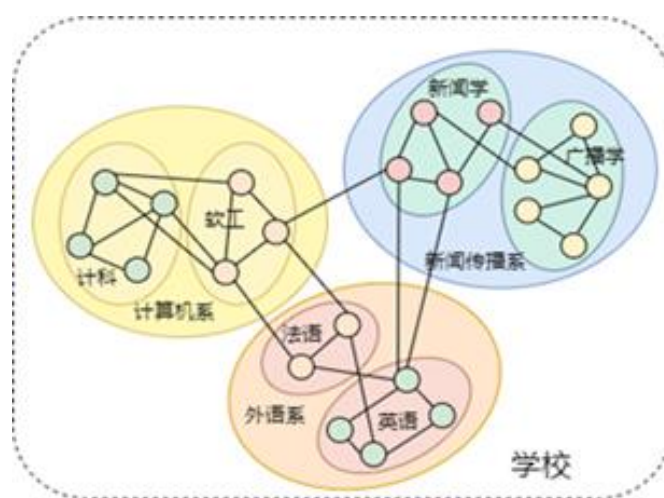 新闻学
广播学
软工
计科
新闻传播系
计算机系
法语
外语系
英语
学校